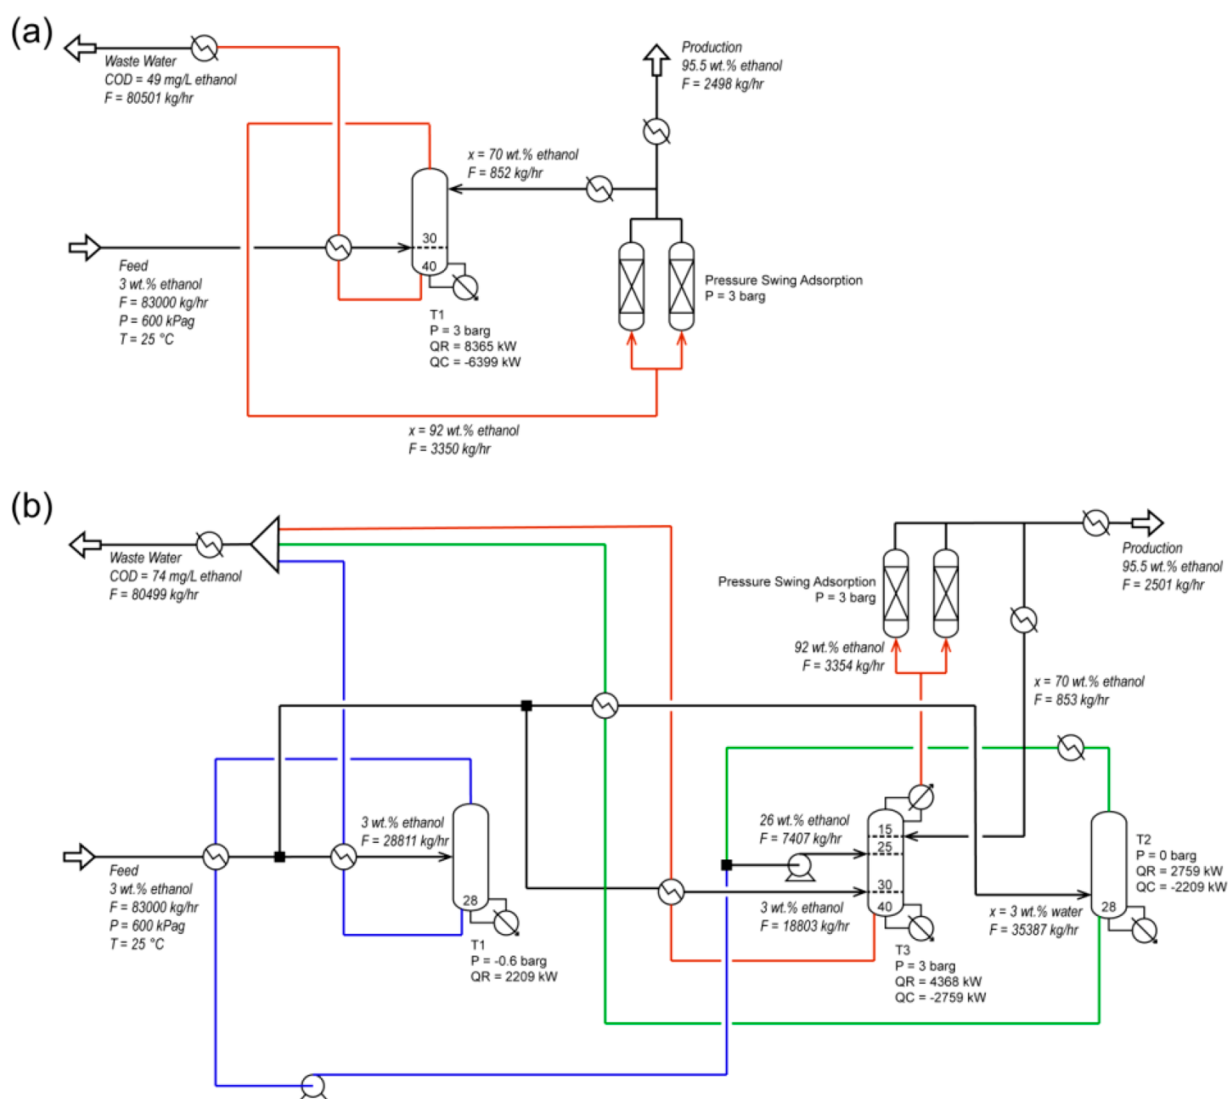 (a)
Waste Water
COD = 49 mg/L ethanol
F = 80501 kg/hr
Production
95.5 wt.% ethanol
F = 2498 kg/hr
x = 70 wt.% ethanol
F = 852 kg/hr
30
40
Feed
3 wt.% ethanol
F = 83000 kg/hr
P = 600 kPag
T = 25 °C
T1
P = 3 barg
QR = 8365 kW
QC = -6399 kW
Pressure Swing Adsorption
P = 3 barg
x = 92 wt.% ethanol
F = 3350 kg/hr
(b)
Waste Water
COD = 74 mg/L ethanol
F = 80499 kg/hr
Production
95.5 wt.% ethanol
F = 2501 kg/hr
Pressure Swing Adsorption
P = 3 barg
92 wt.% ethanol
F = 3354 kg/hr
x = 70 wt.% ethanol
F = 853 kg/hr
3 wt.% ethanol
F = 28811 kg/hr
28
Feed
3 wt.% ethanol
F = 83000 kg/hr
P = 600 kPag
T = 25 °C
T1
P = -0.6 barg
QR = 2209 kW
26 wt.% ethanol
F = 7407 kg/hr
15
25
30
40
3 wt.% ethanol
F = 18803 kg/hr
T3
P = 3 barg
QR = 4368 kW
QC = -2759 kW
x = 3 wt.% water
F = 35387 kg/hr
28
T2
P = 0 barg
QR = 2759 kW
QC = -2209 kW